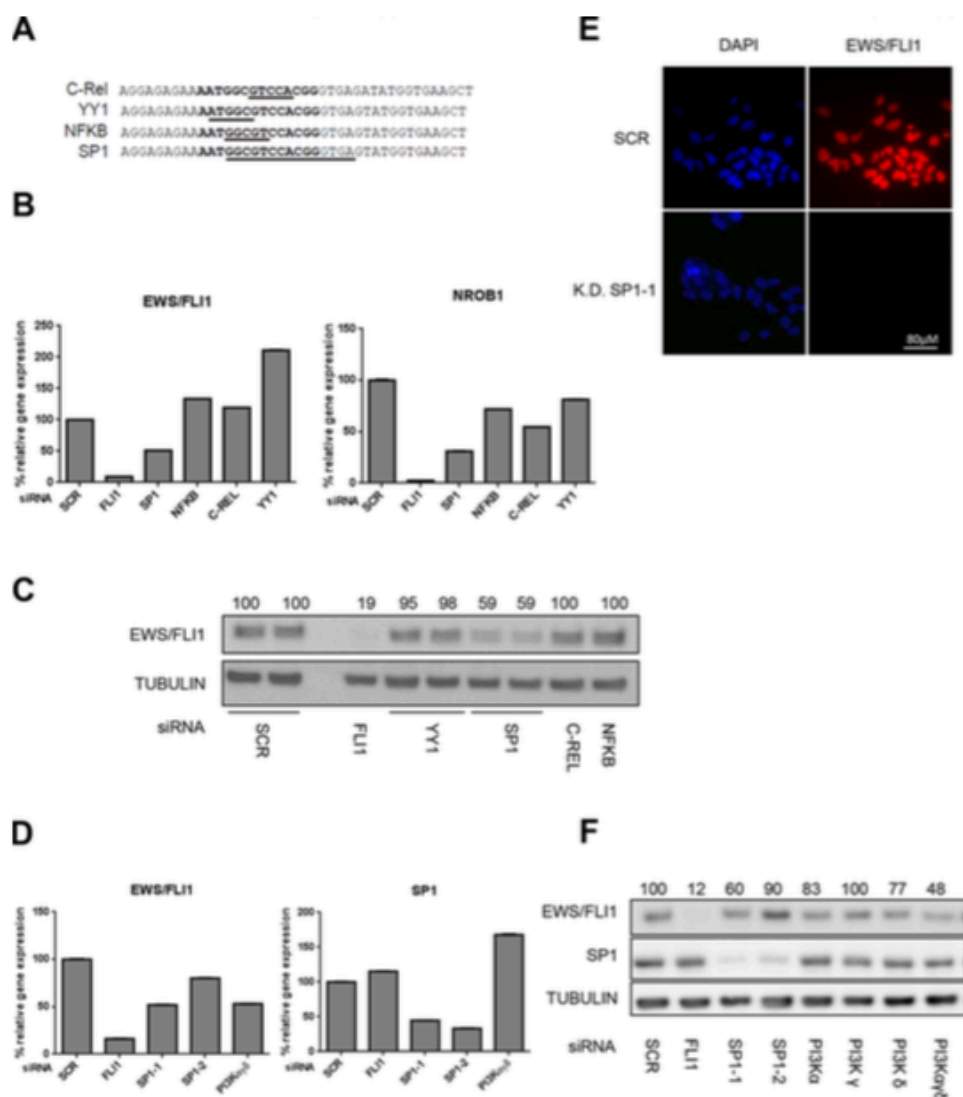 A
C-Rel AGGAGAGAAAATGGCGTCCACGGGTGAGATATGGTGAAGCT
YY1 AGGAGAGAAAATGGCGTCCACGGGTGAGTATGGTGAAGCT
NFKB AGGAGAGAAAATGGCGTCCACGGGTGAGTATGGTGAAGCT
SP1 AGGAGAGAAAATGGCGTCCACGGGTGAGTATGGTGAAGCT
B
EWS/FLI1
% relative gene expression
250
200
150
100
50
0
siRNA
SCR FLI1 SP1 NFKB C-REL YY1
NROB1
% relative gene expression
150
100
50
0
siRNA
SCR FLI1 SP1 NFKB C-REL YY1
C
100 100 19 95 98 59 59 100 100
EWS/FLI1
TUBULIN
siRNA
SCR FLI1 YY1 SP1 C-REL NFKB
D
EWS/FLI1
% relative gene expression
150
100
50
0
siRNA
SCR FLI1 SP1-1 SP1-2 PI3Kαγδ
SP1
% relative gene expression
200
150
100
50
0
siRNA
SCR FLI1 SP1-1 SP1-2 PI3Kαγδ
E
DAPI EWS/FLI1
SCR
K.D. SP1-1
80µM
F
100 12 60 90 83 100 77 48
EWS/FLI1
SP1
TUBULIN
siRNA
SCR FLI1 SP1-1 SP1-2 PI3Kα PI3K γ PI3K δ